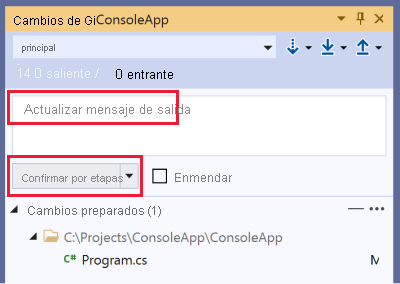 Cambios de GiConsoleApp
principal
14 0 saliente / 0 entrante
Actualizar mensaje de salida
Confirmar por etapas
Enmendar
Cambios preparados (1)
C:\Projects\ConsoleApp\ConsoleApp
C# Program.cs M